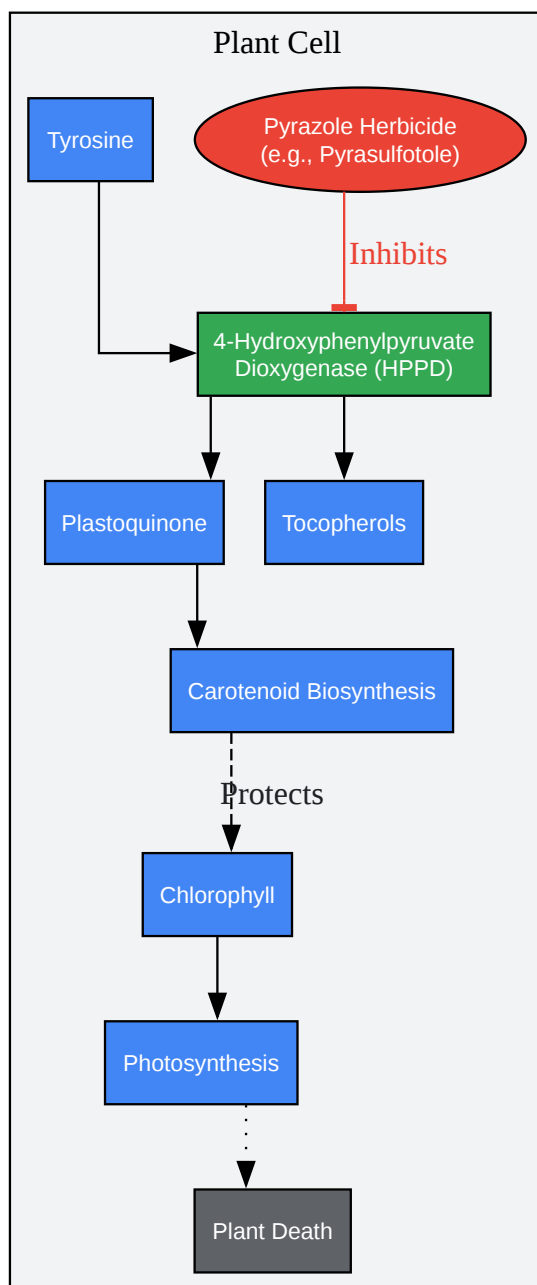 Plant Cell
Tyrosine
Pyrazole Herbicide
(e.g., Pyrasulfotole)
Inhibits
4-Hydroxyphenylpyruvate
Dioxygenase (HPPD)
Plastoquinone
Tocopherols
Carotenoid Biosynthesis
Protects
Chlorophyll
Photosynthesis
Plant Death